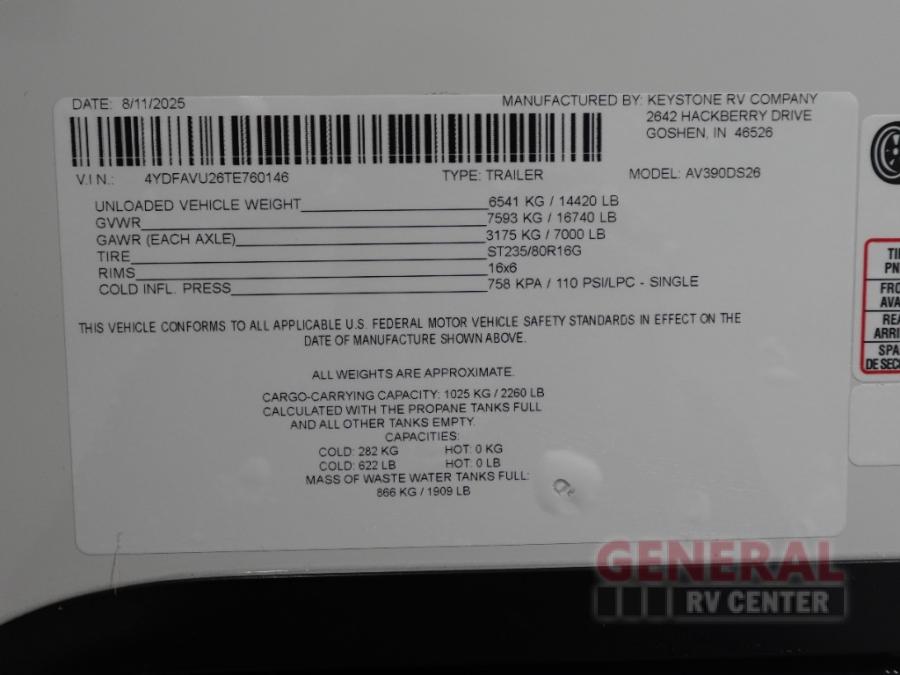 DATE: 8/11/2025
MANUFACTURED BY: KEYSTONE RV COMPANY
2642 HACKBERRY DRIVE
GOSHEN, IN 46526
V.I.N.: 4YDFAVU26TE760146 TYPE: TRAILER MODEL: AV390DS26
UNLOADED VEHICLE WEIGHT 6541 KG / 14420 LB
GVWR 7593 KG / 16740 LB
GAWR (EACH AXLE) 3175 KG / 7000 LB
TIRE ST235/80R16G
RIMS 16x6
COLD INFL. PRESS 758 KPA / 110 PSI/LPC - SINGLE
THIS VEHICLE CONFORMS TO ALL APPLICABLE U.S. FEDERAL MOTOR VEHICLE SAFETY STANDARDS IN EFFECT ON THE
DATE OF MANUFACTURE SHOWN ABOVE.
ALL WEIGHTS ARE APPROXIMATE.
CARGO-CARRYING CAPACITY: 1025 KG / 2260 LB
CALCULATED WITH THE PROPANE TANKS FULL
AND ALL OTHER TANKS EMPTY.
CAPACITIES:
COLD: 282 KG HOT: 0 KG
COLD: 622 LB HOT: 0 LB
MASS OF WASTE WATER TANKS FULL:
866 KG / 1909 LB
GENERAL
RV CENTER